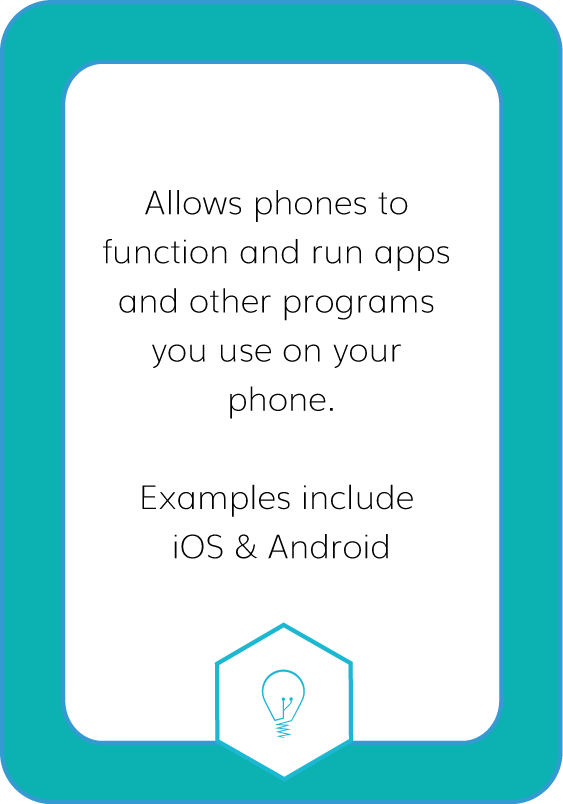 Allows phones to
function and run apps
and other programs
you use on your
phone.
Examples include
iOS & Android